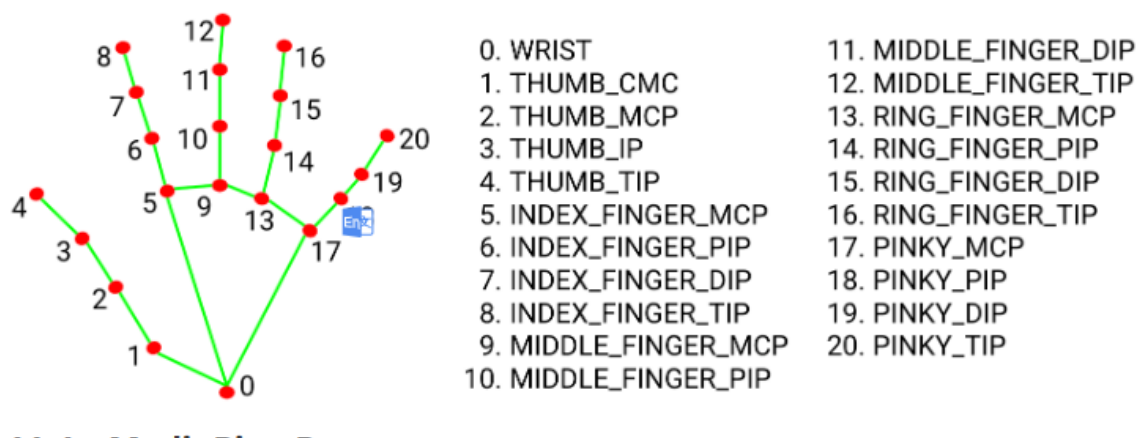 12
8
16
11
7
15
10
6
20
14
19
4
5
9
13
3
17
En文
2
1
0
0. WRIST
1. THUMB_CMC
2. THUMB_MCP
3. THUMB_IP
4. THUMB_TIP
5. INDEX_FINGER_MCP
6. INDEX_FINGER_PIP
7. INDEX_FINGER_DIP
8. INDEX_FINGER_TIP
9. MIDDLE_FINGER_MCP
10. MIDDLE_FINGER_PIP
11. MIDDLE_FINGER_DIP
12. MIDDLE_FINGER_TIP
13. RING_FINGER_MCP
14. RING_FINGER_PIP
15. RING_FINGER_DIP
16. RING_FINGER_TIP
17. PINKY_MCP
18. PINKY_PIP
19. PINKY_DIP
20. PINKY_TIP